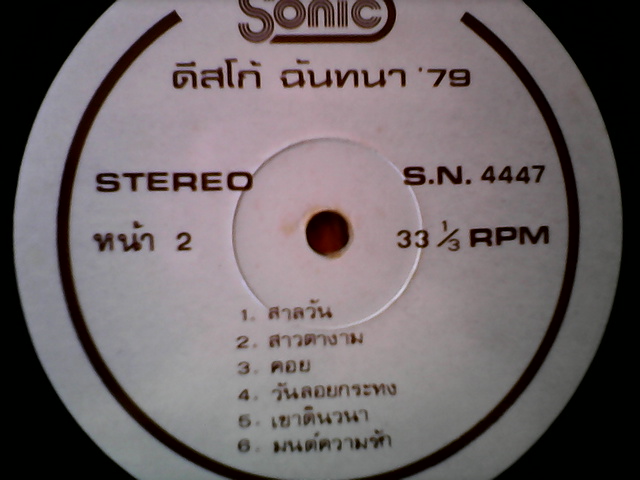 Sonic
ดิสโก้ ฉันทนา '79
STEREO S.N. 4447
หน้า 2 33 ⅓ RPM
1. สาลวัน
2. สาวตางาม
3. คอย
4. วันลอยกระทง
5. เขาดินวนา
6. มนต์ความรัก